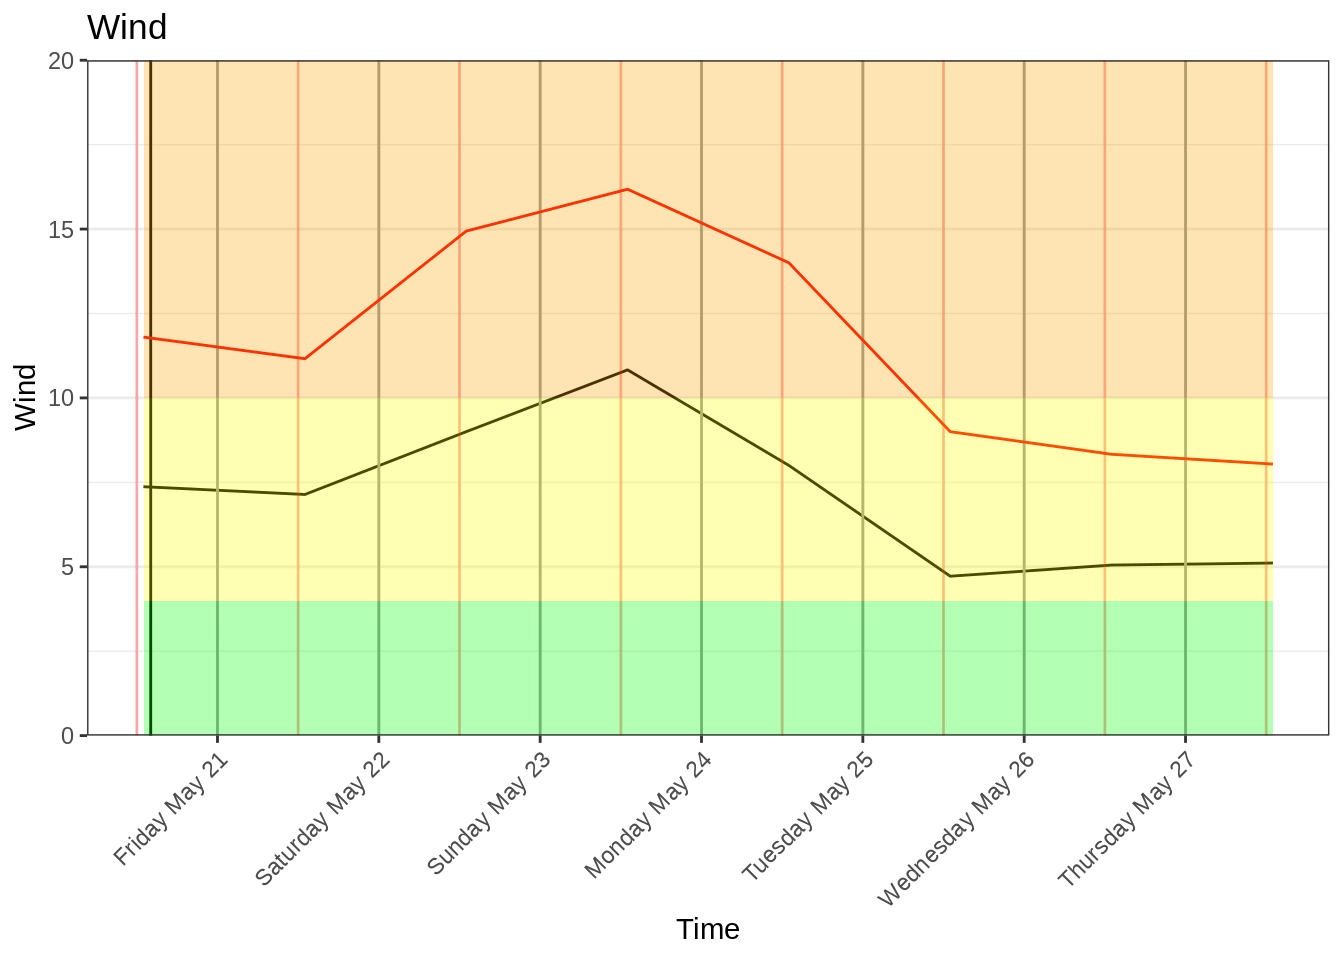 Wind
20
15
10
5
0
Wind
Friday May 21
Saturday May 22
Sunday May 23
Monday May 24
Tuesday May 25
Wednesday May 26
Thursday May 27
Time